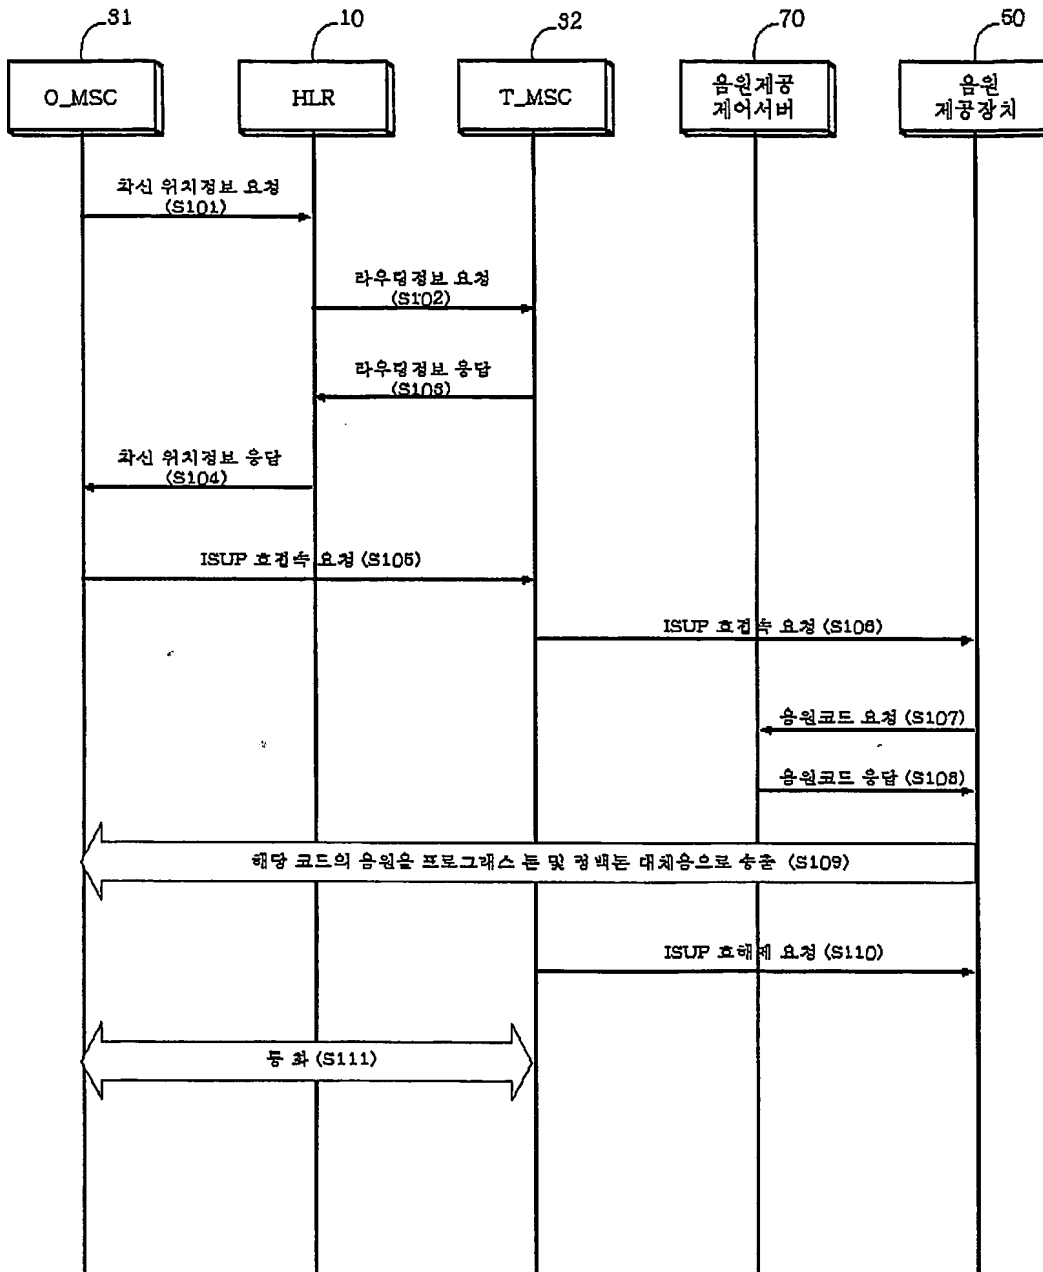 31
10
32
70
50
O_MSC
HLR
T_MSC
음원제공
제어서버
음원
제공장치
착신 위치정보 요청
(S101)
라우팅정보 요청
(S102)
라우팅정보 응답
(S103)
착신 위치정보 응답
(S104)
ISUP 호접속 요청 (S105)
ISUP 호접속 요청 (S106)
음원코드 요청 (S107)
음원코드 응답 (S108)
해당 코드의 음원을 프로그래스 톤 및 링백톤 대체음으로 송출 (S109)
ISUP 호해제 요청 (S110)
통 화 (S111)